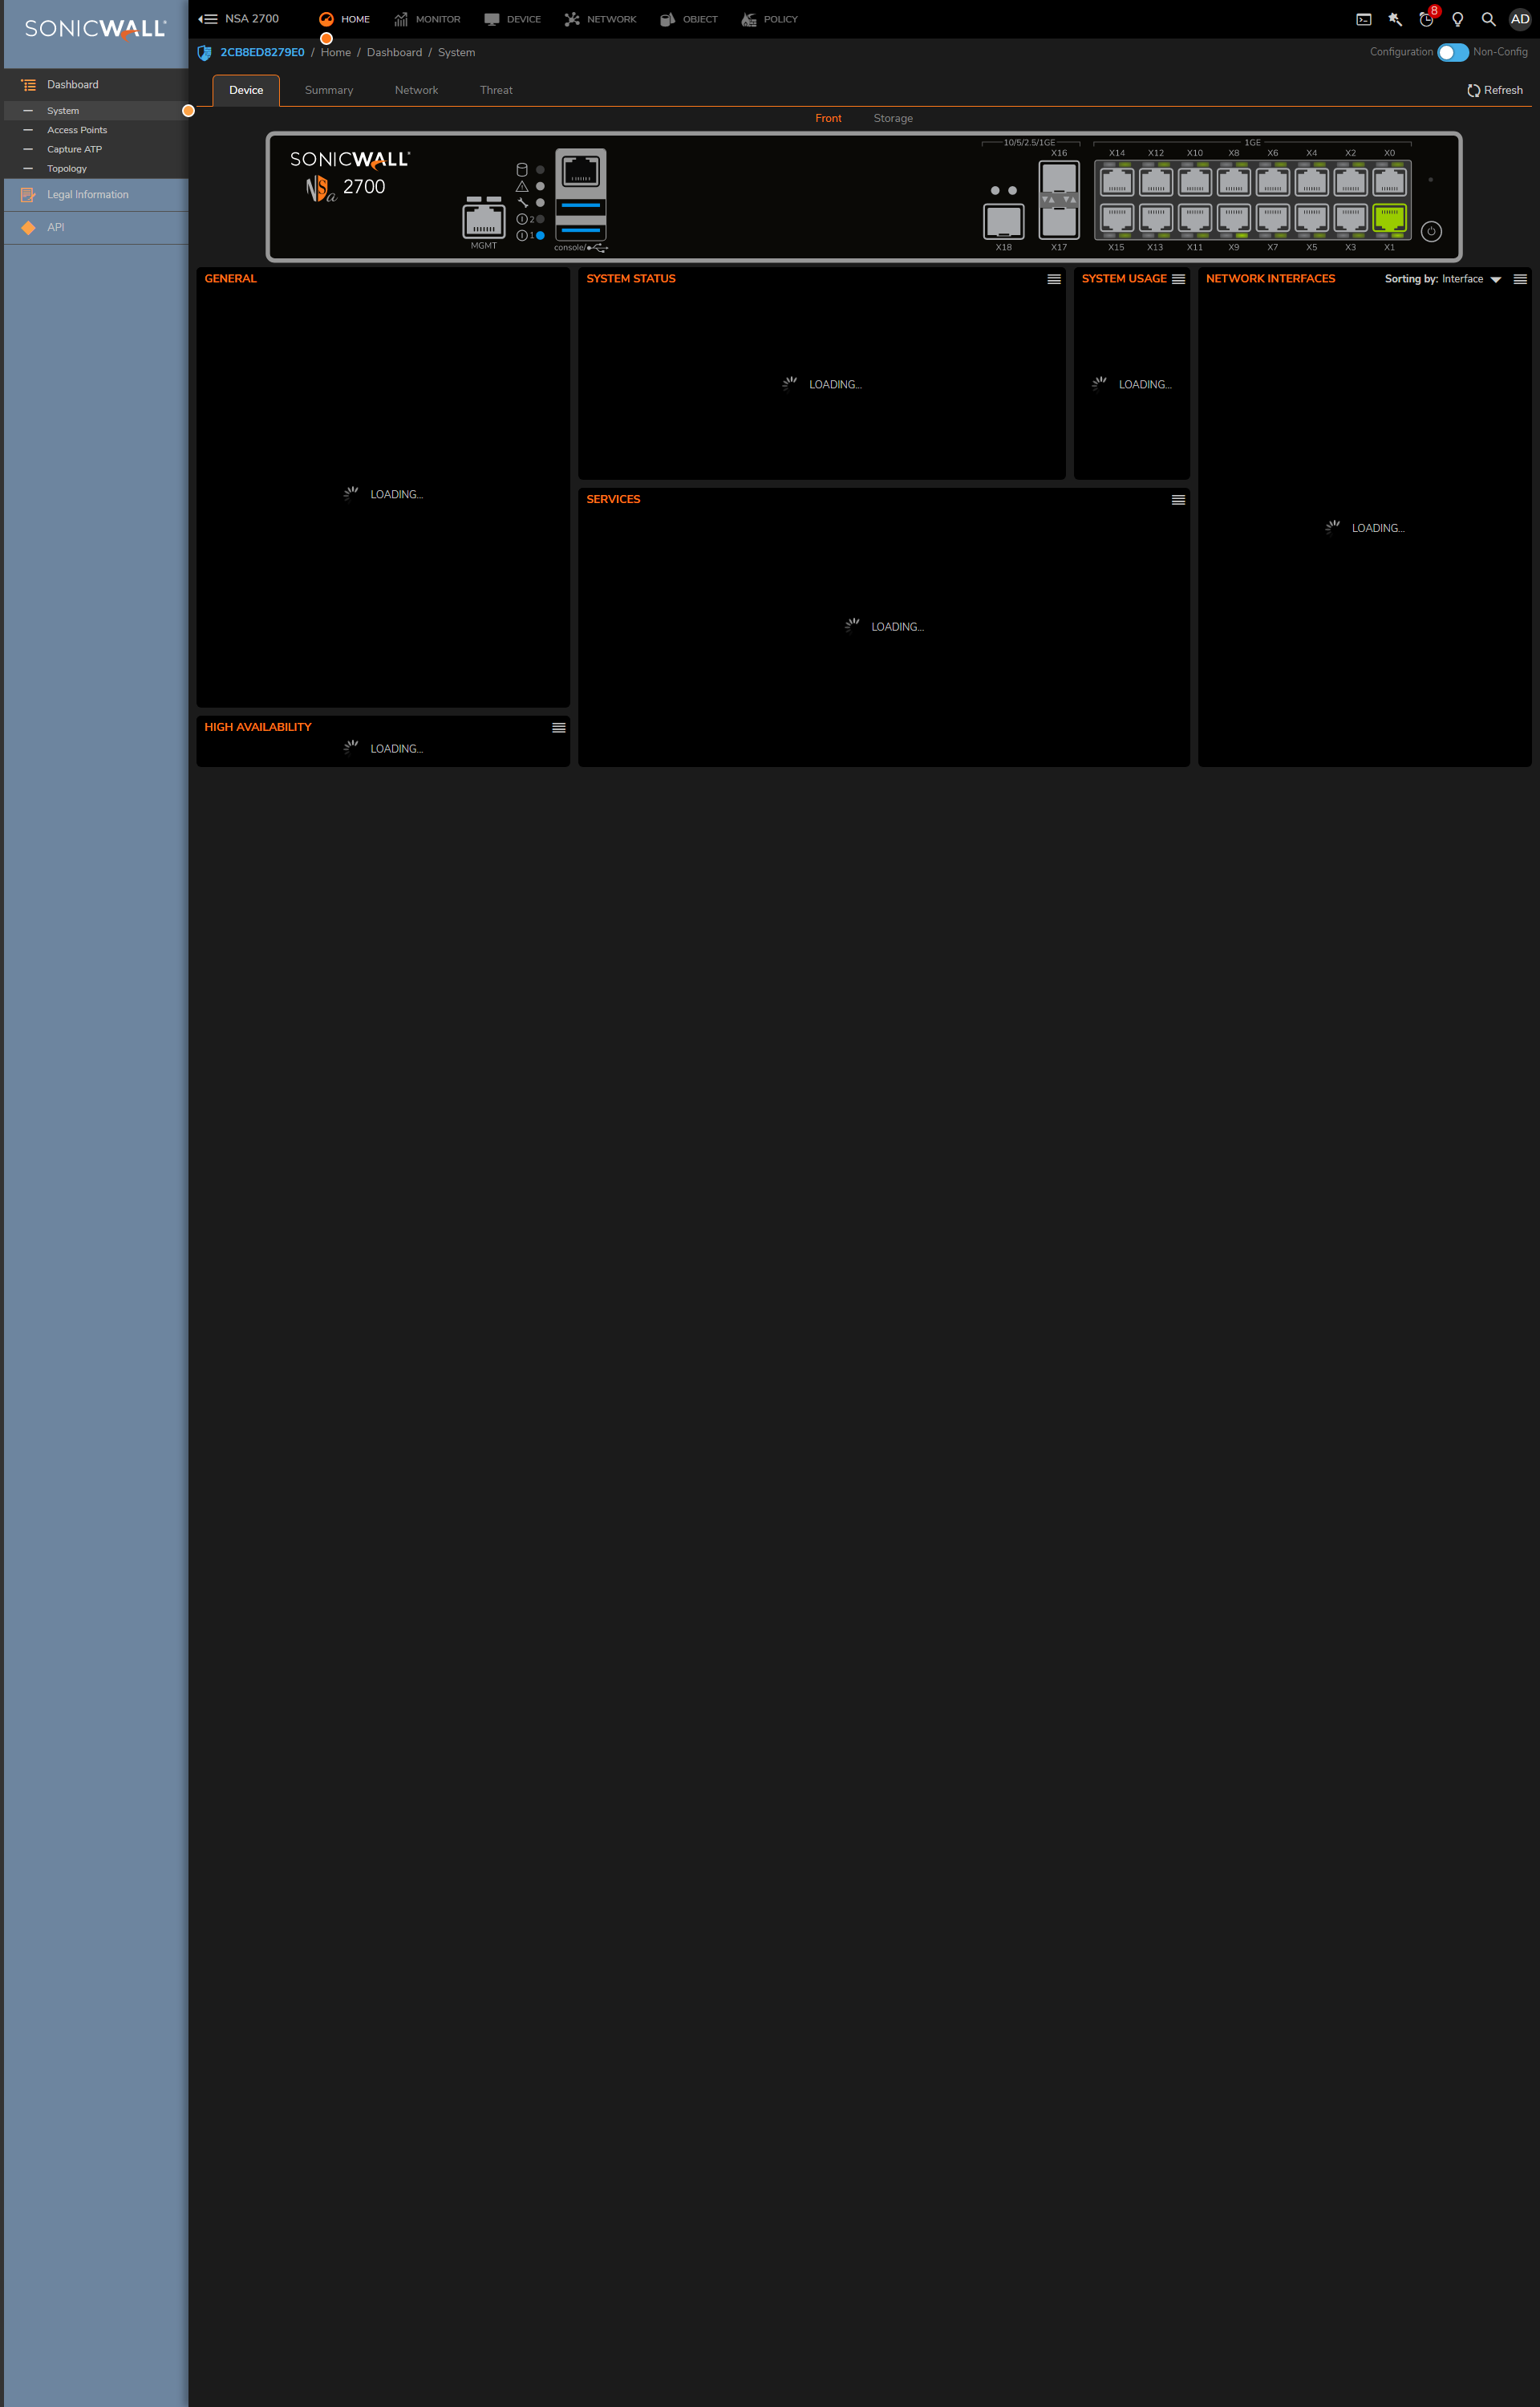 SONICWALL
NSA 2700
HOME
MONITOR
DEVICE
NETWORK
OBJECT
POLICY
8
AD
2CB8ED8279E0 / Home / Dashboard / System
Configuration
Non-Config
Dashboard
System
Access Points
Capture ATP
Topology
Legal Information
API
Device
Summary
Network
Threat
Refresh
Front
Storage
SONICWALL
NSa 2700
MGMT
2
1
console/
10/5/2.5/1GE
X16
X18
X17
1GE
X14 X12 X10 X8 X6 X4 X2 X0
X15 X13 X11 X9 X7 X5 X3 X1
GENERAL
LOADING...
SYSTEM STATUS
LOADING...
SYSTEM USAGE
LOADING...
NETWORK INTERFACES
Sorting by: Interface
LOADING...
SERVICES
LOADING...
HIGH AVAILABILITY
LOADING...